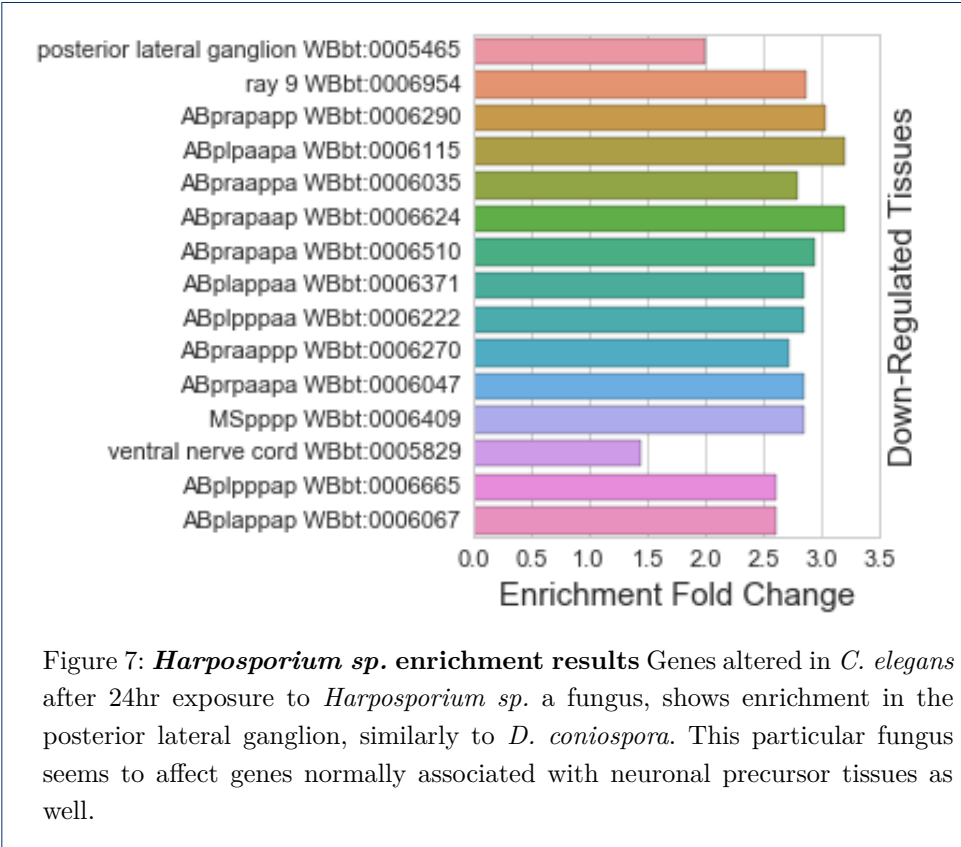 posterior lateral ganglion WBbt:0005465
ray 9 WBbt:0006954
ABprapapp WBbt:0006290
ABplpaapa WBbt:0006115
ABpraappa WBbt:0006035
ABprapaap WBbt:0006624
ABprapapa WBbt:0006510
ABplappaa WBbt:0006371
ABplpppaa WBbt:0006222
ABpraappp WBbt:0006270
ABprpaapa WBbt:0006047
MSpppp WBbt:0006409
ventral nerve cord WBbt:0005829
ABplpppap WBbt:0006665
ABplappap WBbt:0006067
Down-Regulated Tissues
0.0 0.5 1.0 1.5 2.0 2.5 3.0 3.5
Enrichment Fold Change
Figure 7: Harposporium sp. enrichment results Genes altered in C. elegans
after 24hr exposure to Harposporium sp. a fungus, shows enrichment in the
posterior lateral ganglion, similarly to D. coniospora. This particular fungus
seems to affect genes normally associated with neuronal precursor tissues as
well.